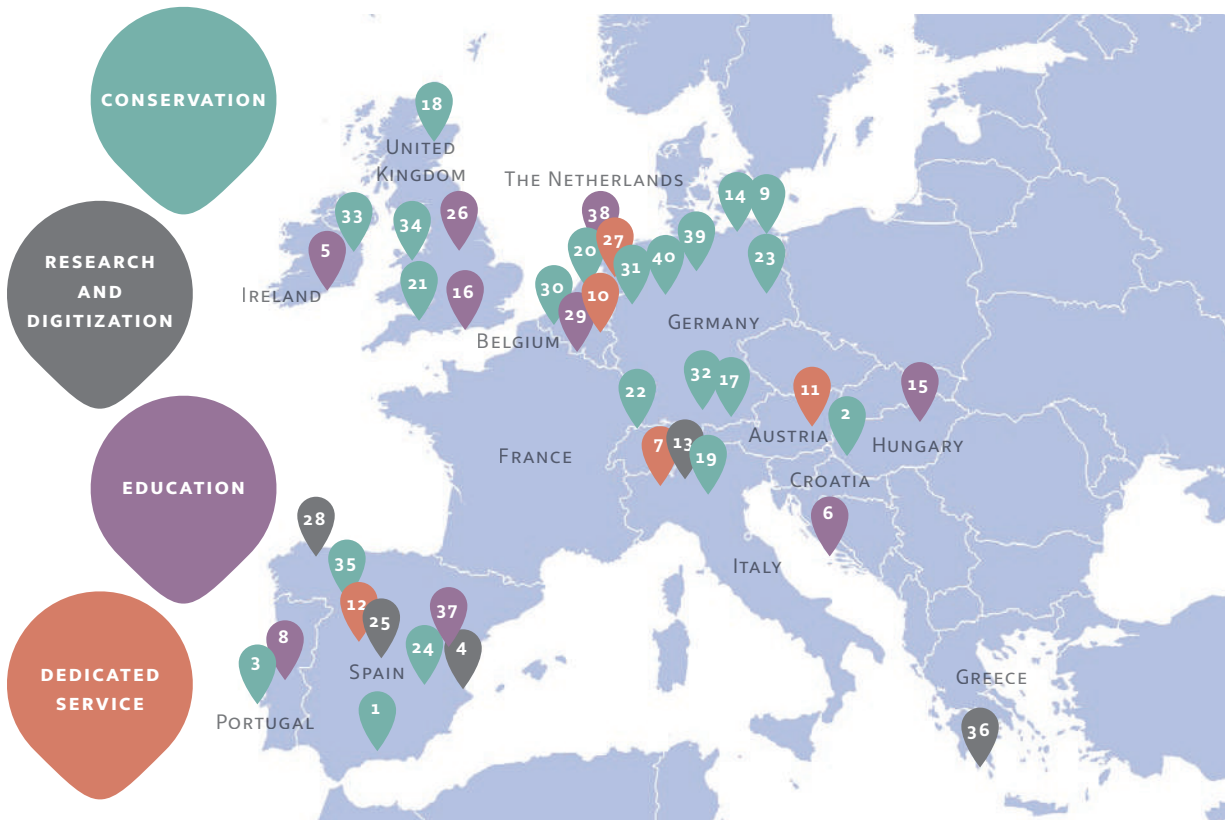 CONSERVATION
RESEARCH
AND
DIGITIZATION
EDUCATION
DEDICATED
SERVICE
18
UNITED
KINGDOM
THE NETHERLANDS
33
34
26
5
IRELAND
21
16
38
27
20
31
40
39
14
9
23
30
10
29
BELGIUM
GERMANY
22
32
17
11
15
2
AUSTRIA
HUNGARY
7
13
19
FRANCE
CROATIA
6
ITALY
28
35
12
25
37
24
4
8
3
SPAIN
1
PORTUGAL
GREECE
36